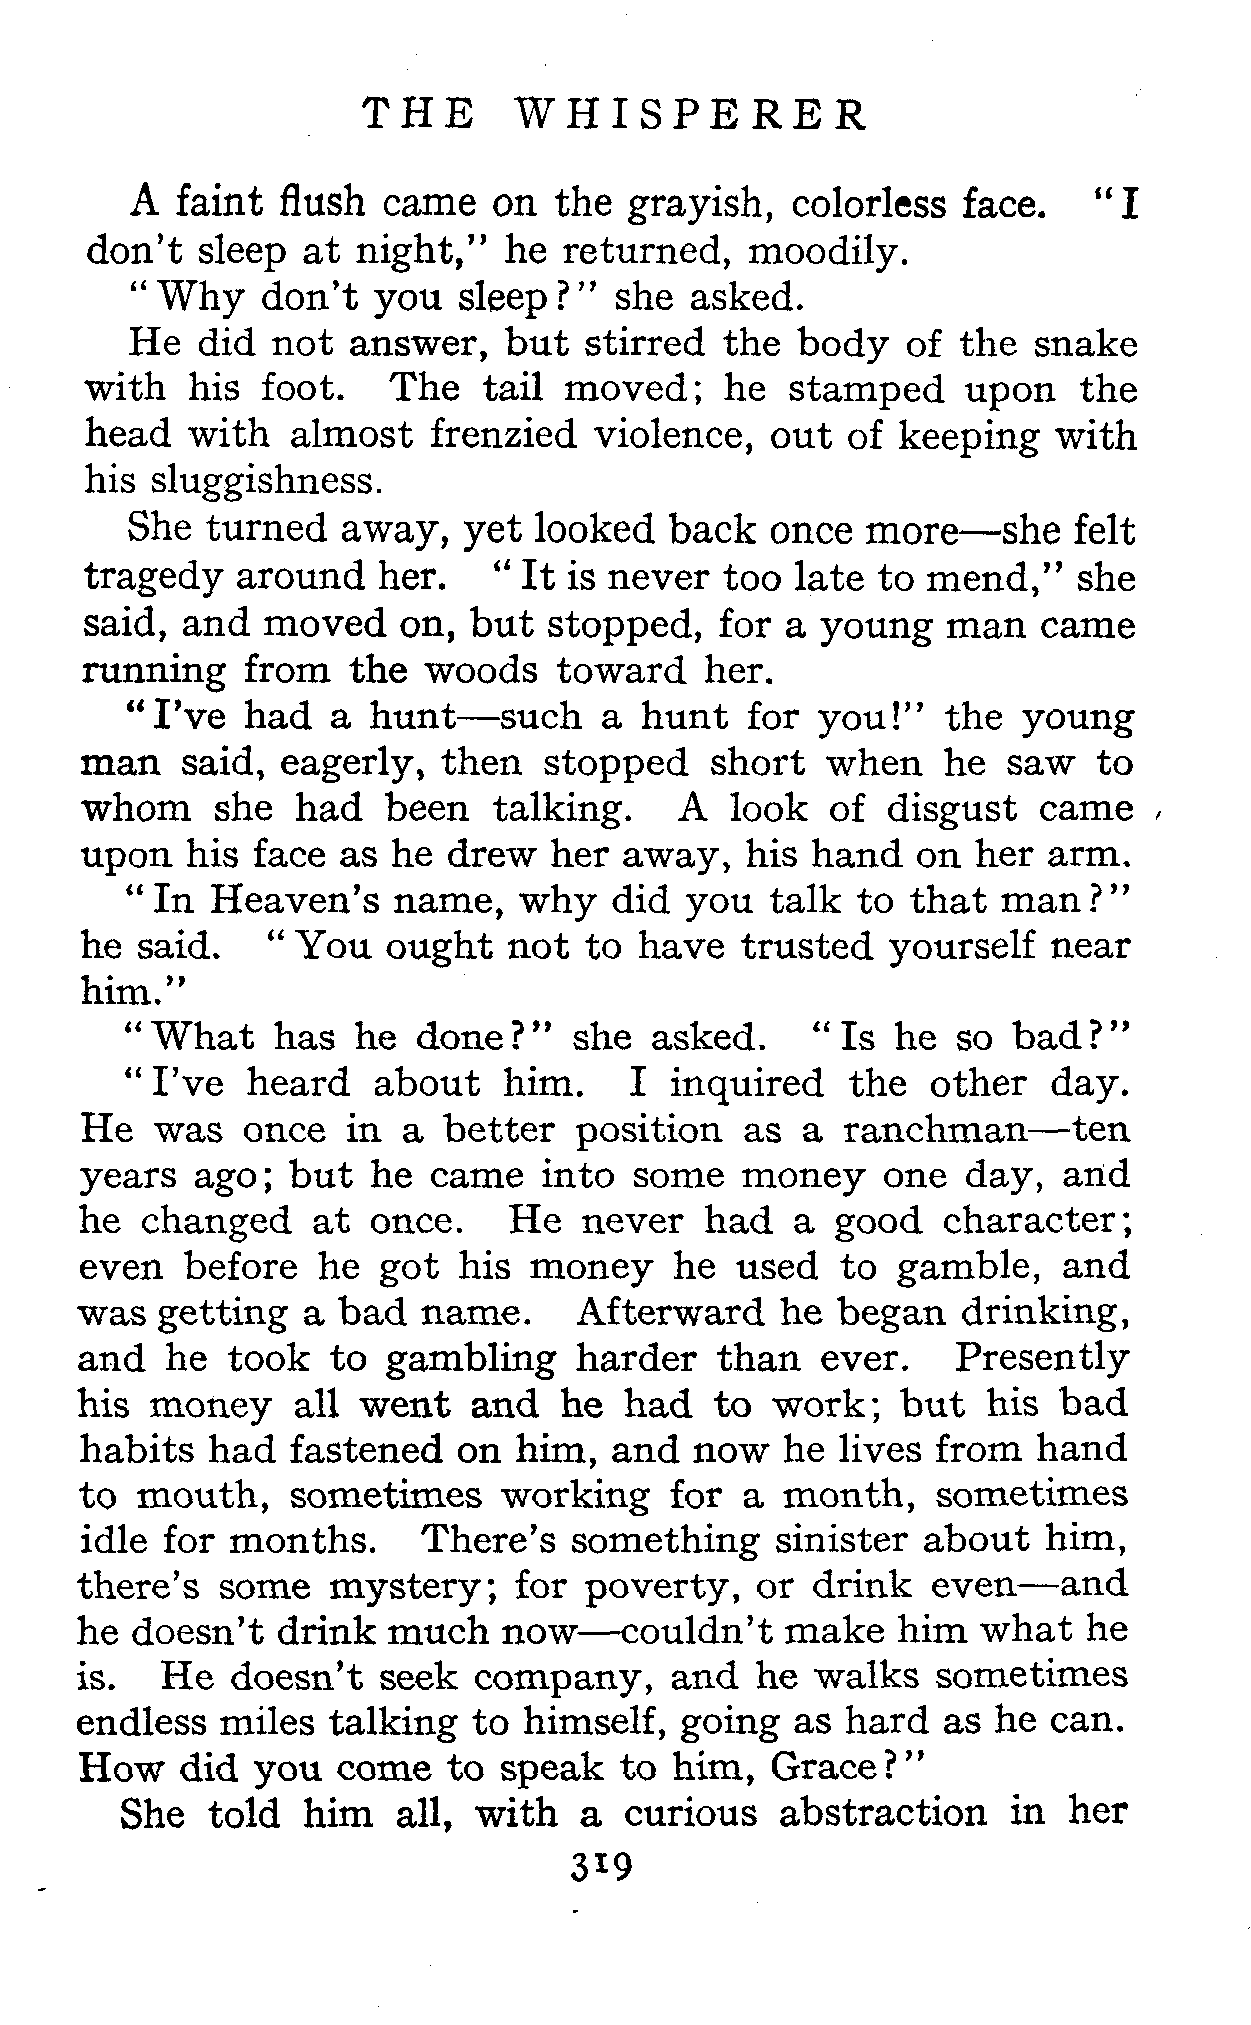 THE WHISPERER
A faint flush came on the grayish, colorless face. "I
don't sleep at night," he returned, moodily.
"Why don't you sleep?" she asked.
He did not answer, but stirred the body of the snake
with his foot. The tail moved; he stamped upon the
head with almost frenzied violence, out of keeping with
his sluggishness.
She turned away, yet looked back once more—she felt
tragedy around her. "It is never too late to mend," she
said, and moved on, but stopped, for a young man came
running from the woods toward her.
"I've had a hunt—such a hunt for you!" the young
man said, eagerly, then stopped short when he saw to
whom she had been talking. A look of disgust came
upon his face as he drew her away, his hand on her arm.
"In Heaven's name, why did you talk to that man?"
he said. "You ought not to have trusted yourself near
him."
"What has he done?" she asked. "Is he so bad?"
"I've heard about him. I inquired the other day.
He was once in a better position as a ranchman—ten
years ago; but he came into some money one day, and
he changed at once. He never had a good character;
even before he got his money he used to gamble, and
was getting a bad name. Afterward he began drinking,
and he took to gambling harder than ever. Presently
his money all went and he had to work; but his bad
habits had fastened on him, and now he lives from hand
to mouth, sometimes working for a month, sometimes
idle for months. There's something sinister about him,
there's some mystery; for poverty, or drink even—and
he doesn't drink much now—couldn't make him what he
is. He doesn't seek company, and he walks sometimes
endless miles talking to himself, going as hard as he can.
How did you come to speak to him, Grace?"
She told him all, with a curious abstraction in her
319